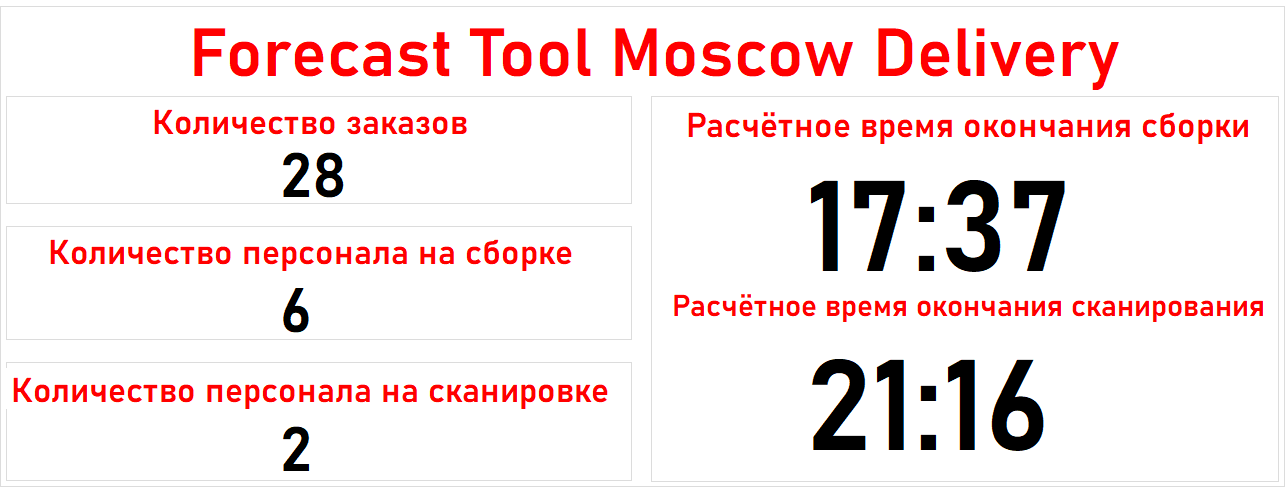 Forecast Tool Moscow Delivery
Количество заказов
28
Количество персонала на сборке
6
Количество персонала на сканировке
2
Расчётное время окончания сборки
17:37
Расчётное время окончания сканирования
21:16